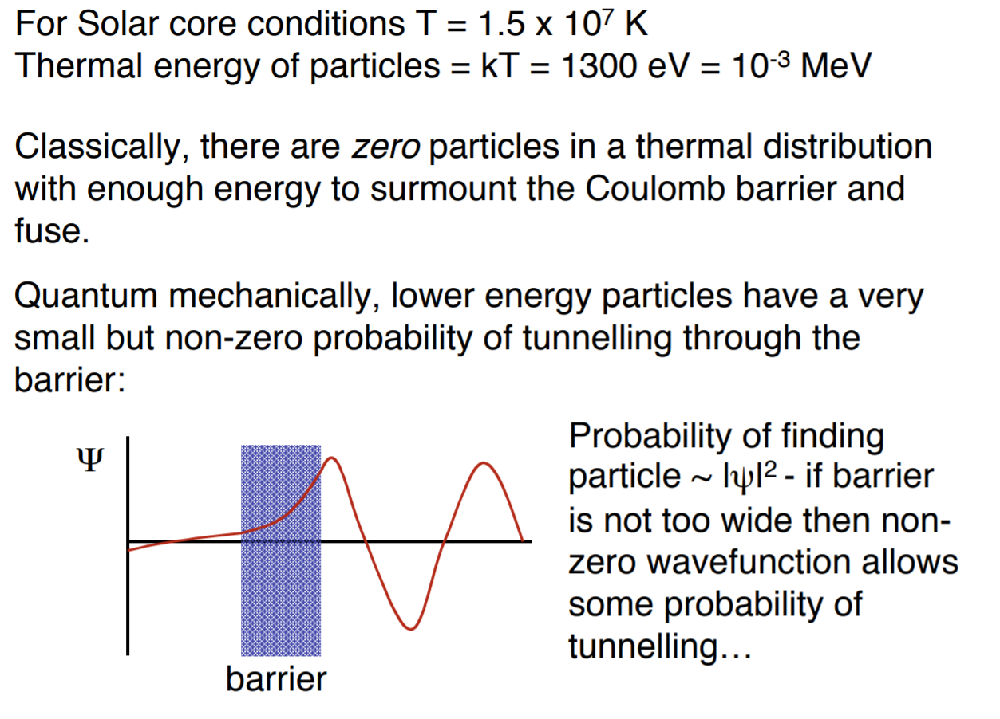 For Solar core conditions T = 1.5 x 10⁷ K
Thermal energy of particles = kT = 1300 eV = 10⁻³ MeV
Classically, there are zero particles in a thermal distribution
with enough energy to surmount the Coulomb barrier and
fuse.
Quantum mechanically, lower energy particles have a very
small but non-zero probability of tunnelling through the
barrier:
Ψ
barrier
Probability of finding
particle ~ |ψ|² - if barrier
is not too wide then non-
zero wavefunction allows
some probability of
tunnelling…